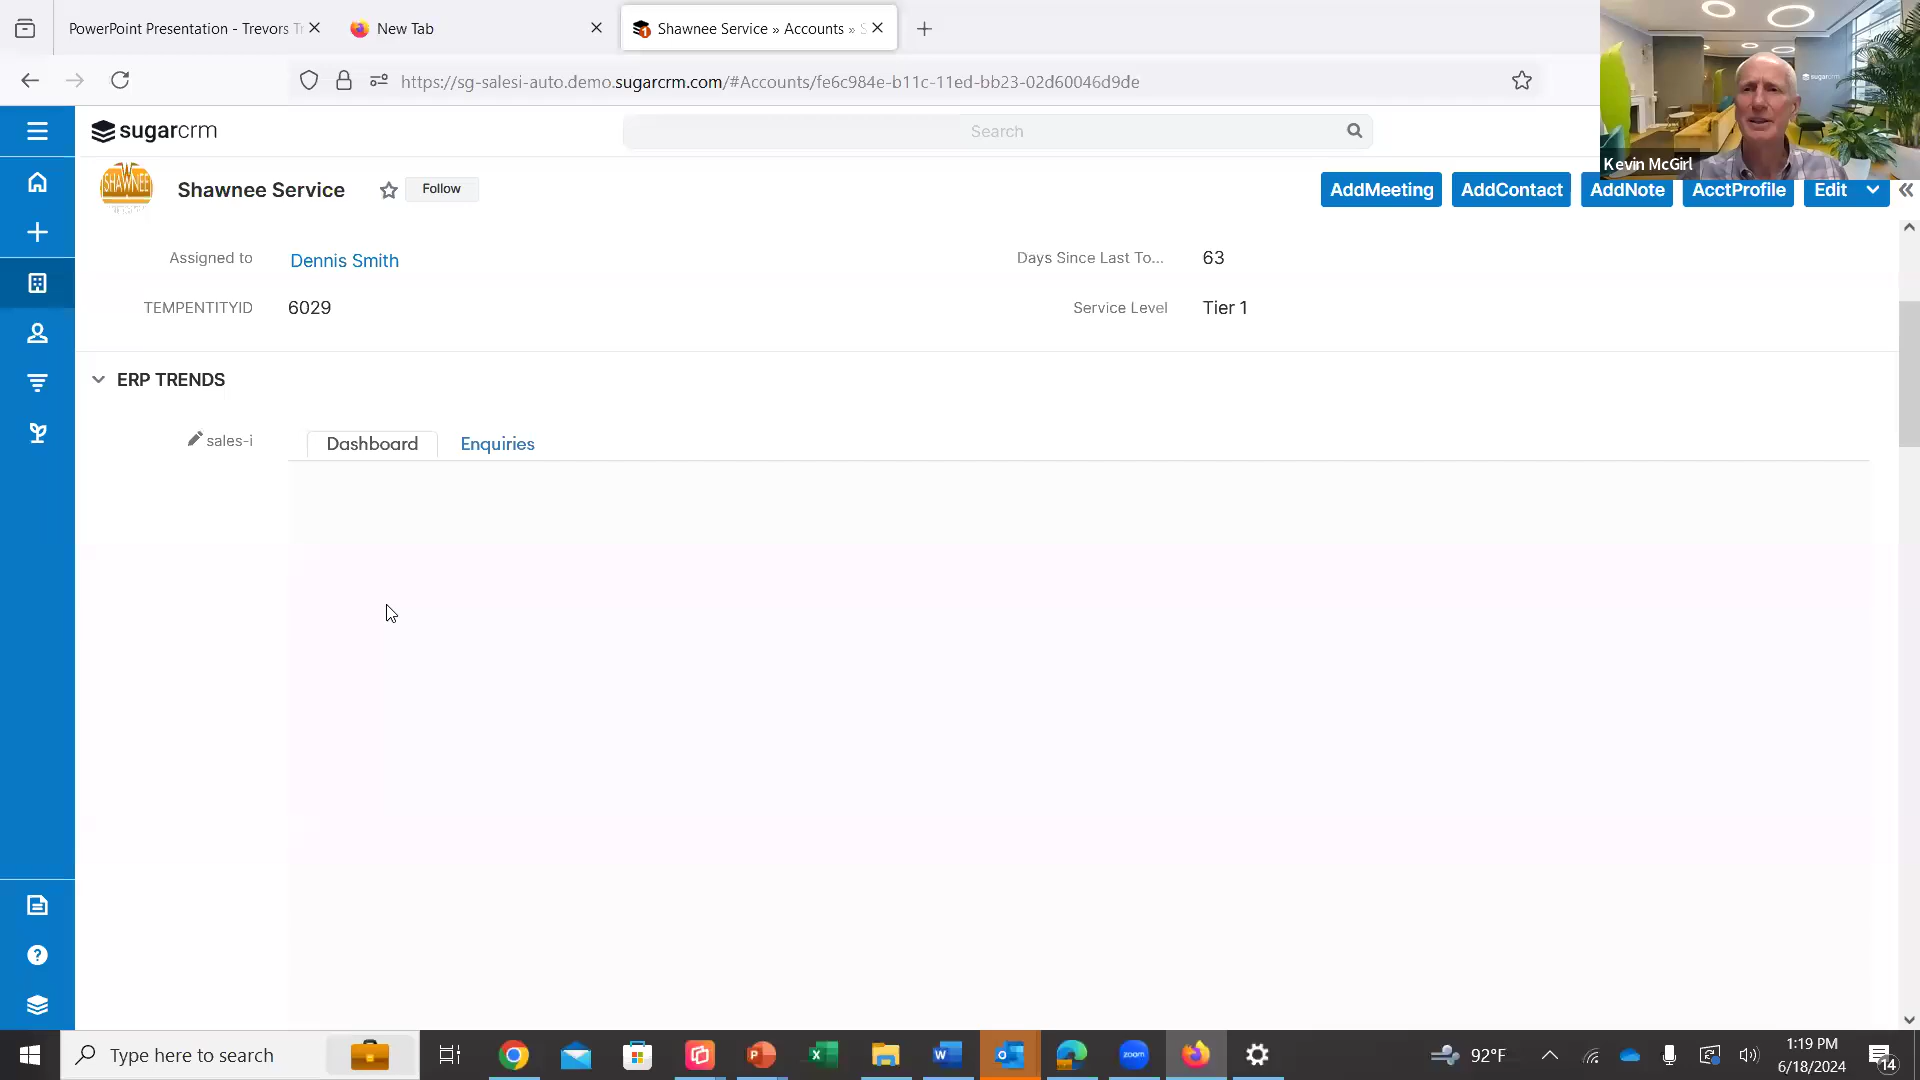 PowerPoint Presentation - Trevors Tr
New Tab
Shawnee Service » Accounts » S
https://sg-salesi-auto.demo.sugarcrm.com/#Accounts/fe6c984e-b11c-11ed-bb23-02d60046d9de
sugarcrm
Search
sugarcrm
Kevin McGirl
SHAWNEE
Shawnee Service
Follow
AddMeeting
AddContact
AddNote
AcctProfile
Edit
Assigned to
Dennis Smith
Days Since Last To...
63
TEMPENTITYID
6029
Service Level
Tier 1
ERP TRENDS
sales-i
Dashboard
Enquiries
Type here to search
zoom
92°F
1:19 PM
6/18/2024
14